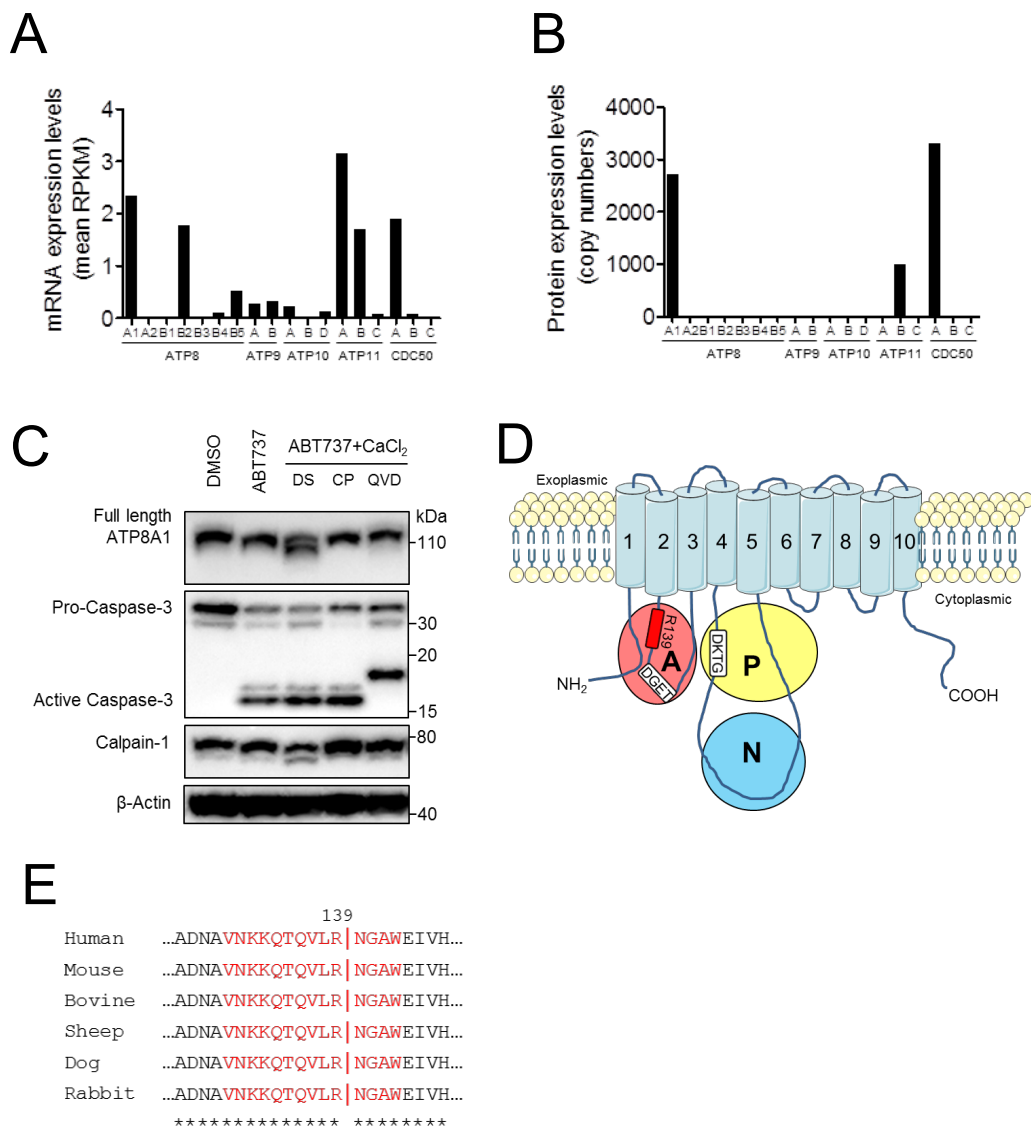 A
mRNA expression levels
(mean RPKM)
4
3
2
1
0
A1 A2 B1 B2 B3 B4 B5 A B A B D A B C A B C
ATP8 ATP9 ATP10 ATP11 CDC50
B
Protein expression levels
(copy numbers)
4000
3000
2000
1000
0
A1 A2 B1 B2 B3 B4 B5 A B A B D A B C A B C
ATP8 ATP9 ATP10 ATP11 CDC50
C
DMSO
ABT737
ABT737+CaCl₂
DS CP QVD
Full length
ATP8A1
kDa
110
Pro-Caspase-3
30
20
Active Caspase-3
15
Calpain-1
80
β-Actin
40
D
Exoplasmic
1 2 3 4 5 6 7 8 9 10
Cytoplasmic
R139
A
DGET
DKTG
P
N
NH₂
COOH
E
139
Human …ADNAVNKKQTQVLR|NGAWEIVH…
Mouse …ADNAVNKKQTQVLR|NGAWEIVH…
Bovine …ADNAVNKKQTQVLR|NGAWEIVH…
Sheep …ADNAVNKKQTQVLR|NGAWEIVH…
Dog …ADNAVNKKQTQVLR|NGAWEIVH…
Rabbit …ADNAVNKKQTQVLR|NGAWEIVH…
************** ********